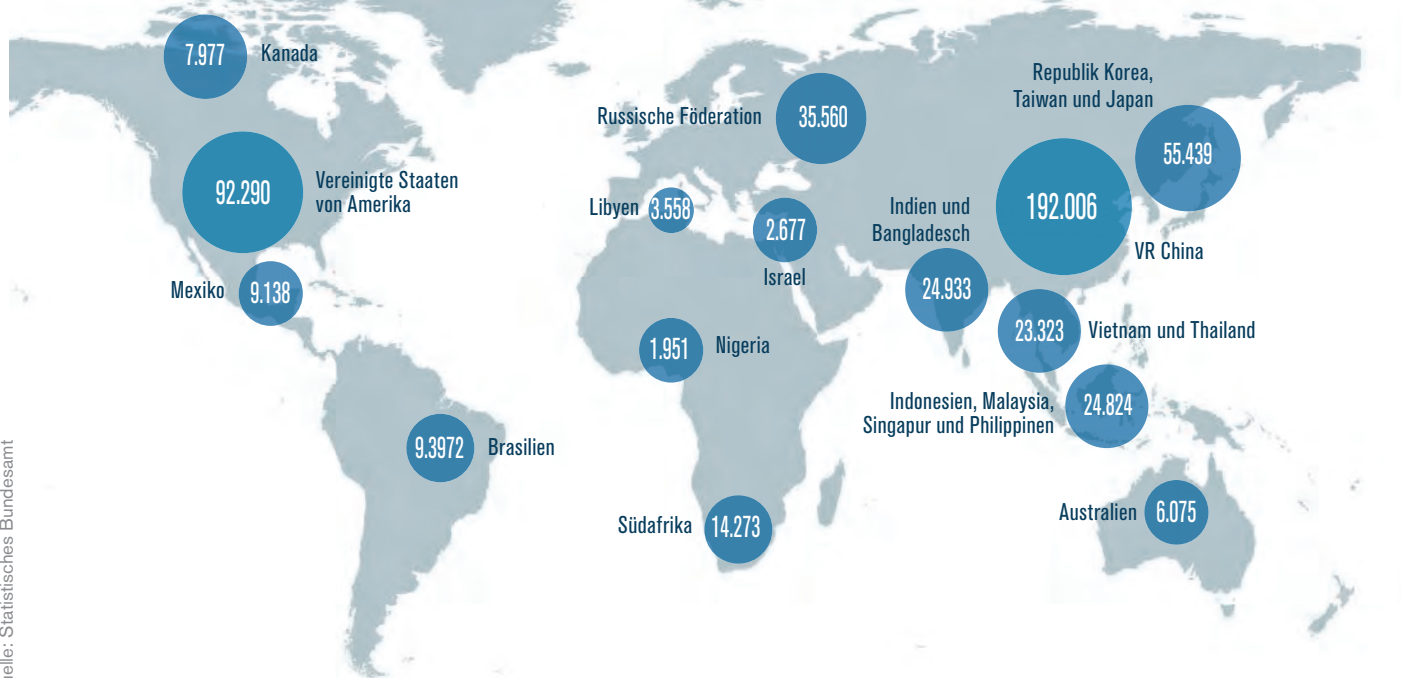 7.977
Kanada
92.290
Vereinigte Staaten
von Amerika
Mexiko
9.138
9.3972
Brasilien
Russische Föderation
35.560
Libyen
3.558
2.677
Israel
1.951
Nigeria
Südafrika
14.273
Republik Korea,
Taiwan und Japan
55.439
192.006
VR China
Indien und
Bangladesch
24.933
23.323
Vietnam und Thailand
Indonesien, Malaysia,
Singapur und Philippinen
24.824
Australien
6.075
Statistisches Bundesamt